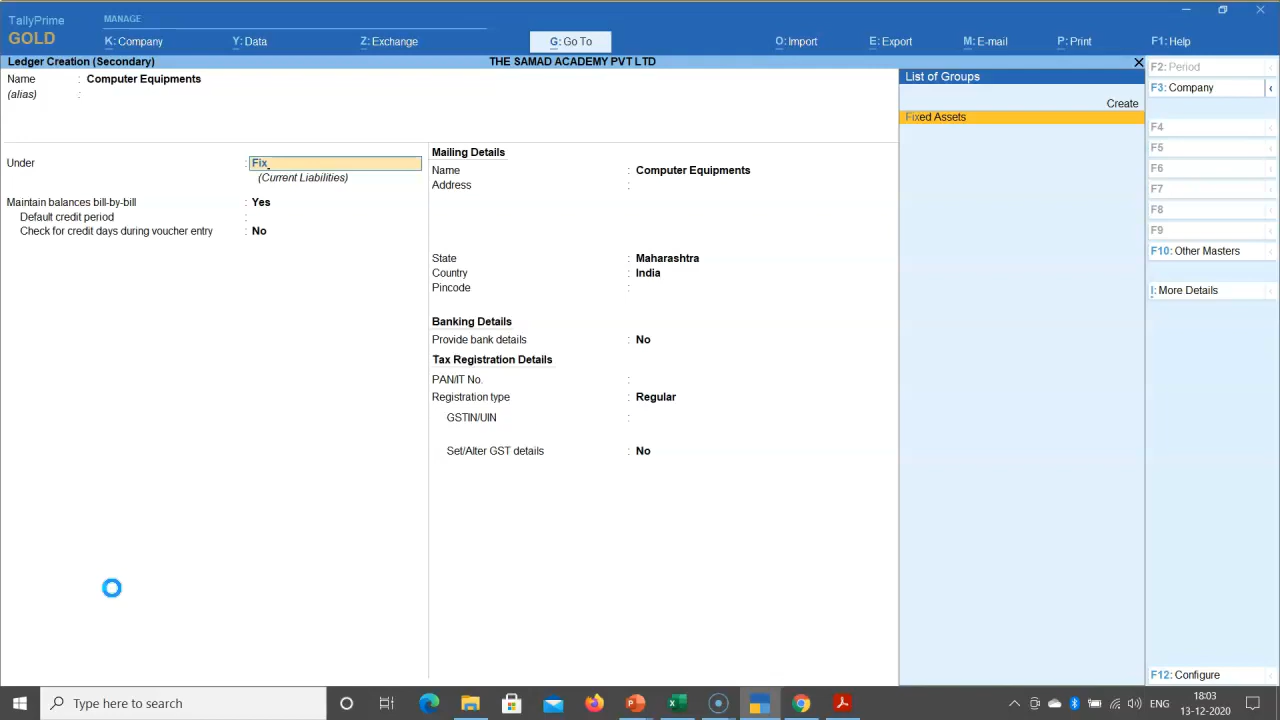 TallyPrime
GOLD
MANAGE
K: Company
Y: Data
Z: Exchange
G: Go To
O: Import
E: Export
M: E-mail
P: Print
F1: Help
Ledger Creation (Secondary)
THE SAMAD ACADEMY PVT LTD
Name : Computer Equipments
(alias) :
Under : Fix
(Current Liabilities)
Maintain balances bill-by-bill : Yes
Default credit period :
Check for credit days during voucher entry : No
Mailing Details
Name : Computer Equipments
Address :
State : Maharashtra
Country : India
Pincode :
Banking Details
Provide bank details : No
Tax Registration Details
PAN/IT No. :
Registration type : Regular
GSTIN/UIN :
Set/Alter GST details : No
List of Groups
Create
Fixed Assets
F2: Period
F3: Company
F4
F5
F6
F7
F8
F9
F10: Other Masters
I: More Details
F12: Configure
Type here to search
ENG
18:03
13-12-2020